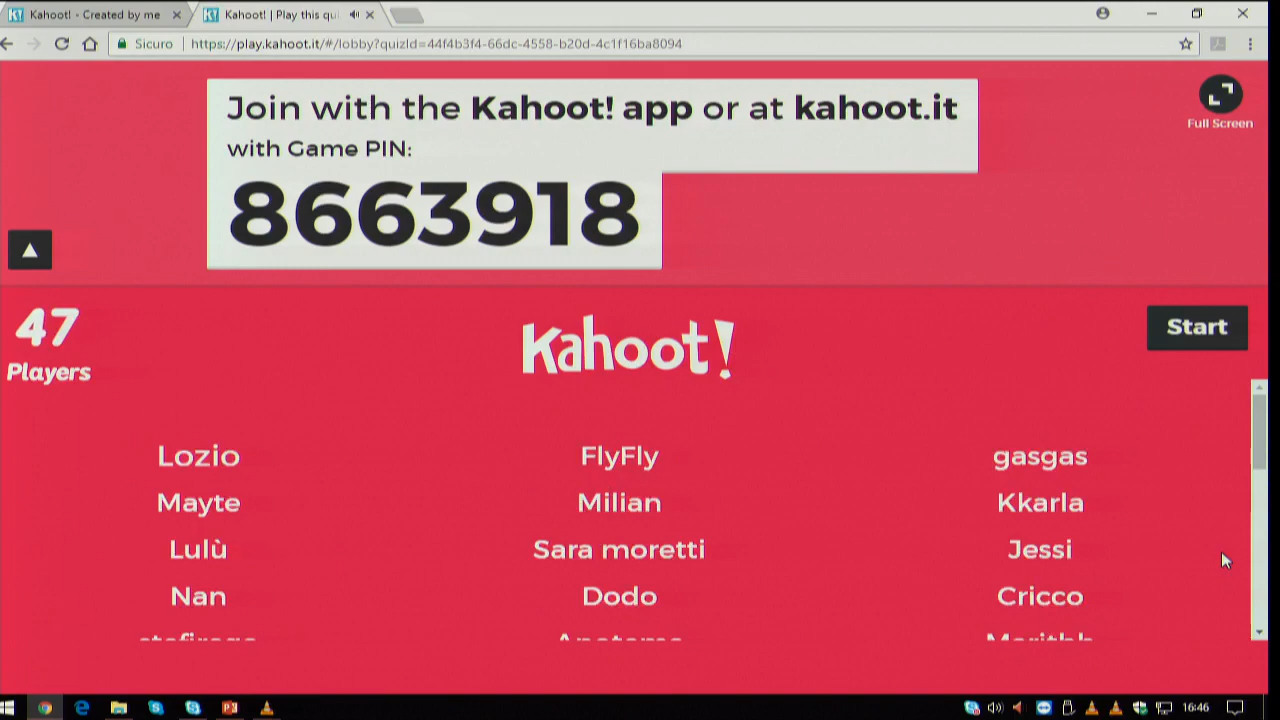 Kahoot! - Created by me
Kahoot! | Play this qui
Sicuro
https://play.kahoot.it/#/lobby?quizId=44f4b3f4-66dc-4558-b20d-4c1f16ba8094
Join with the Kahoot! app or at kahoot.it
with Game PIN:
8663918
Full Screen
47
Players
Kahoot!
Start
Lozio
FlyFly
gasgas
Mayte
Milian
Kkarla
Lulù
Sara moretti
Jessi
Nan
Dodo
Cricco
16:46